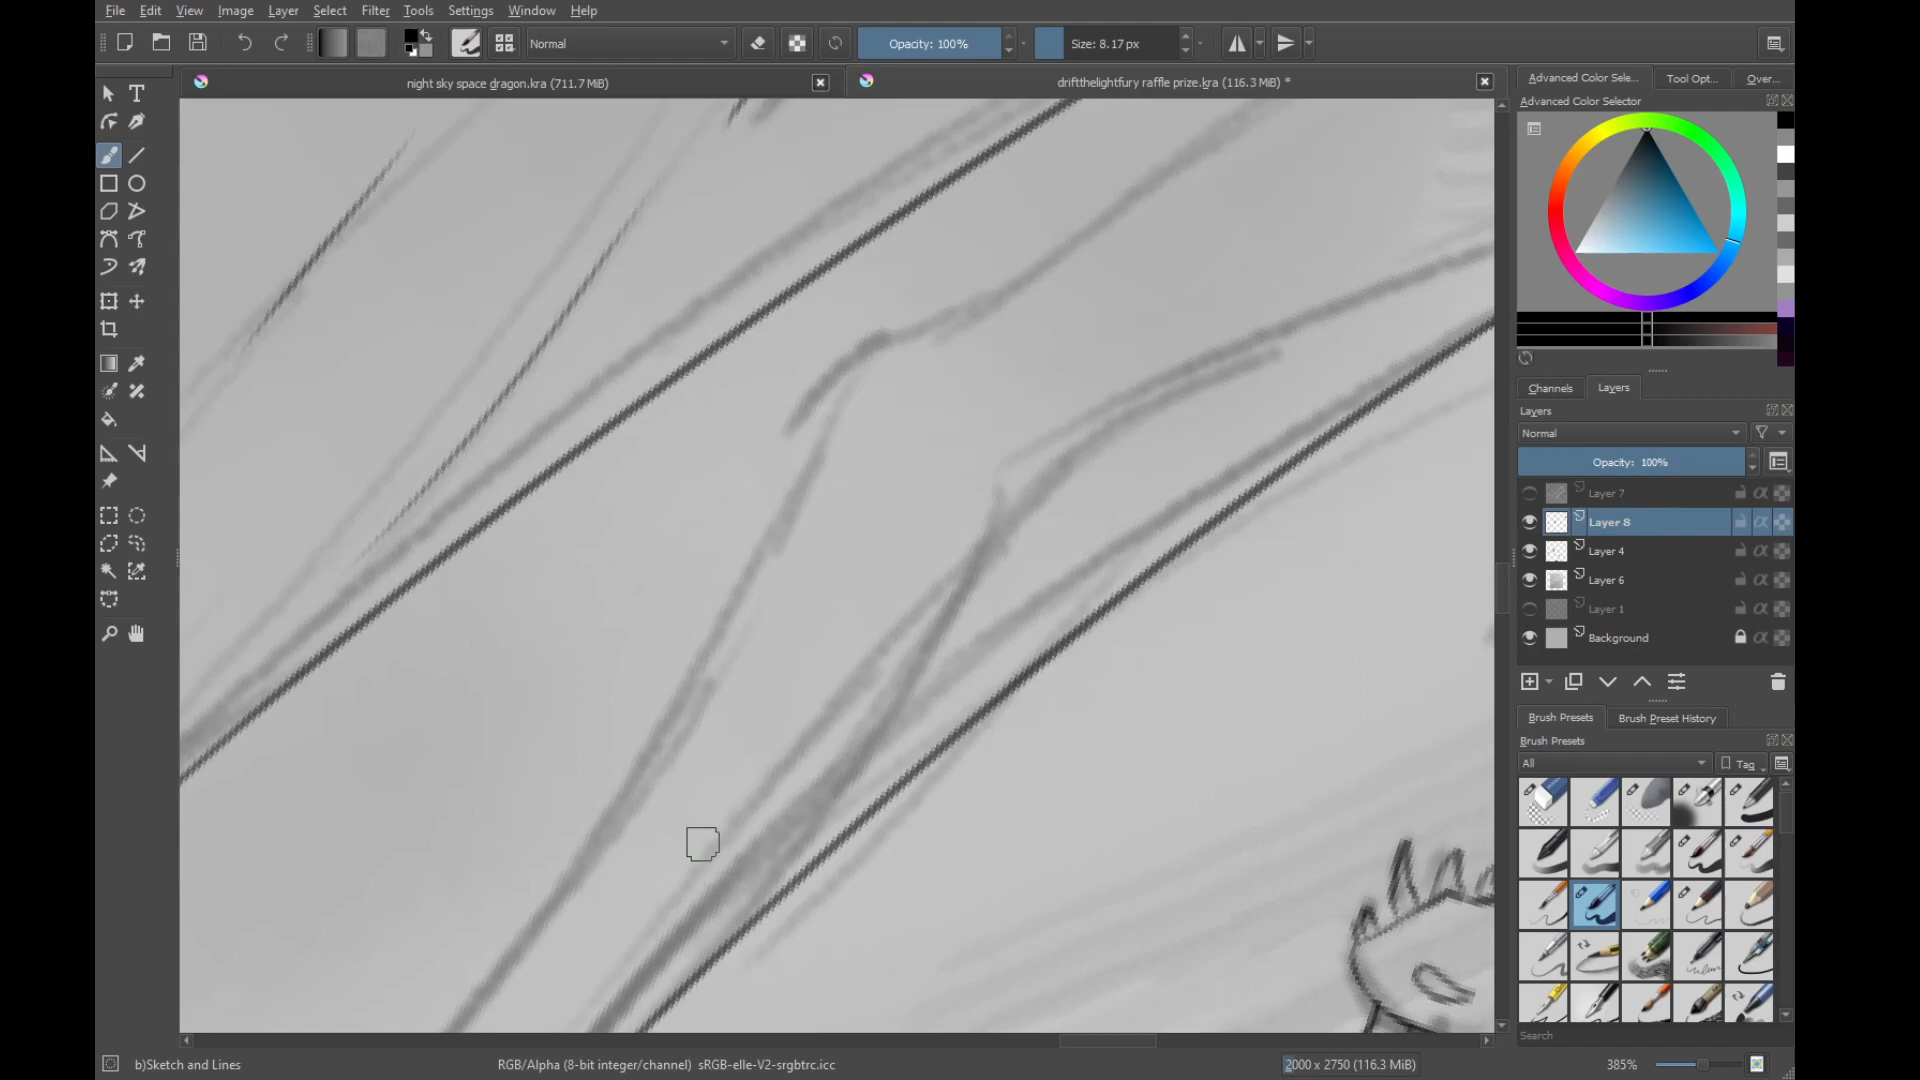 File Edit View Select Filter Tools Settings Window Help
Image Layer
Normal Opacity: 100% Size: 8.17 px
night sky space dragon.kra (711.7 MiB) driftthelightfury raffle prize.kra (116.3 MiB) *
Advanced Color Sele... Tool Opt... Over...
Advanced Color Selector
Channels Layers
Layers
Normal
Opacity: 100%
Layer 7
Layer 8
Layer 4
Layer 6
Layer 1
Background
Brush Presets Brush Preset History
Brush Presets
All Tag
Search
b)Sketch and Lines RGB/Alpha (8-bit integer/channel) sRGB-elle-V2-srgbtrc.icc 2000 x 2750 (116.3 MiB) 385%